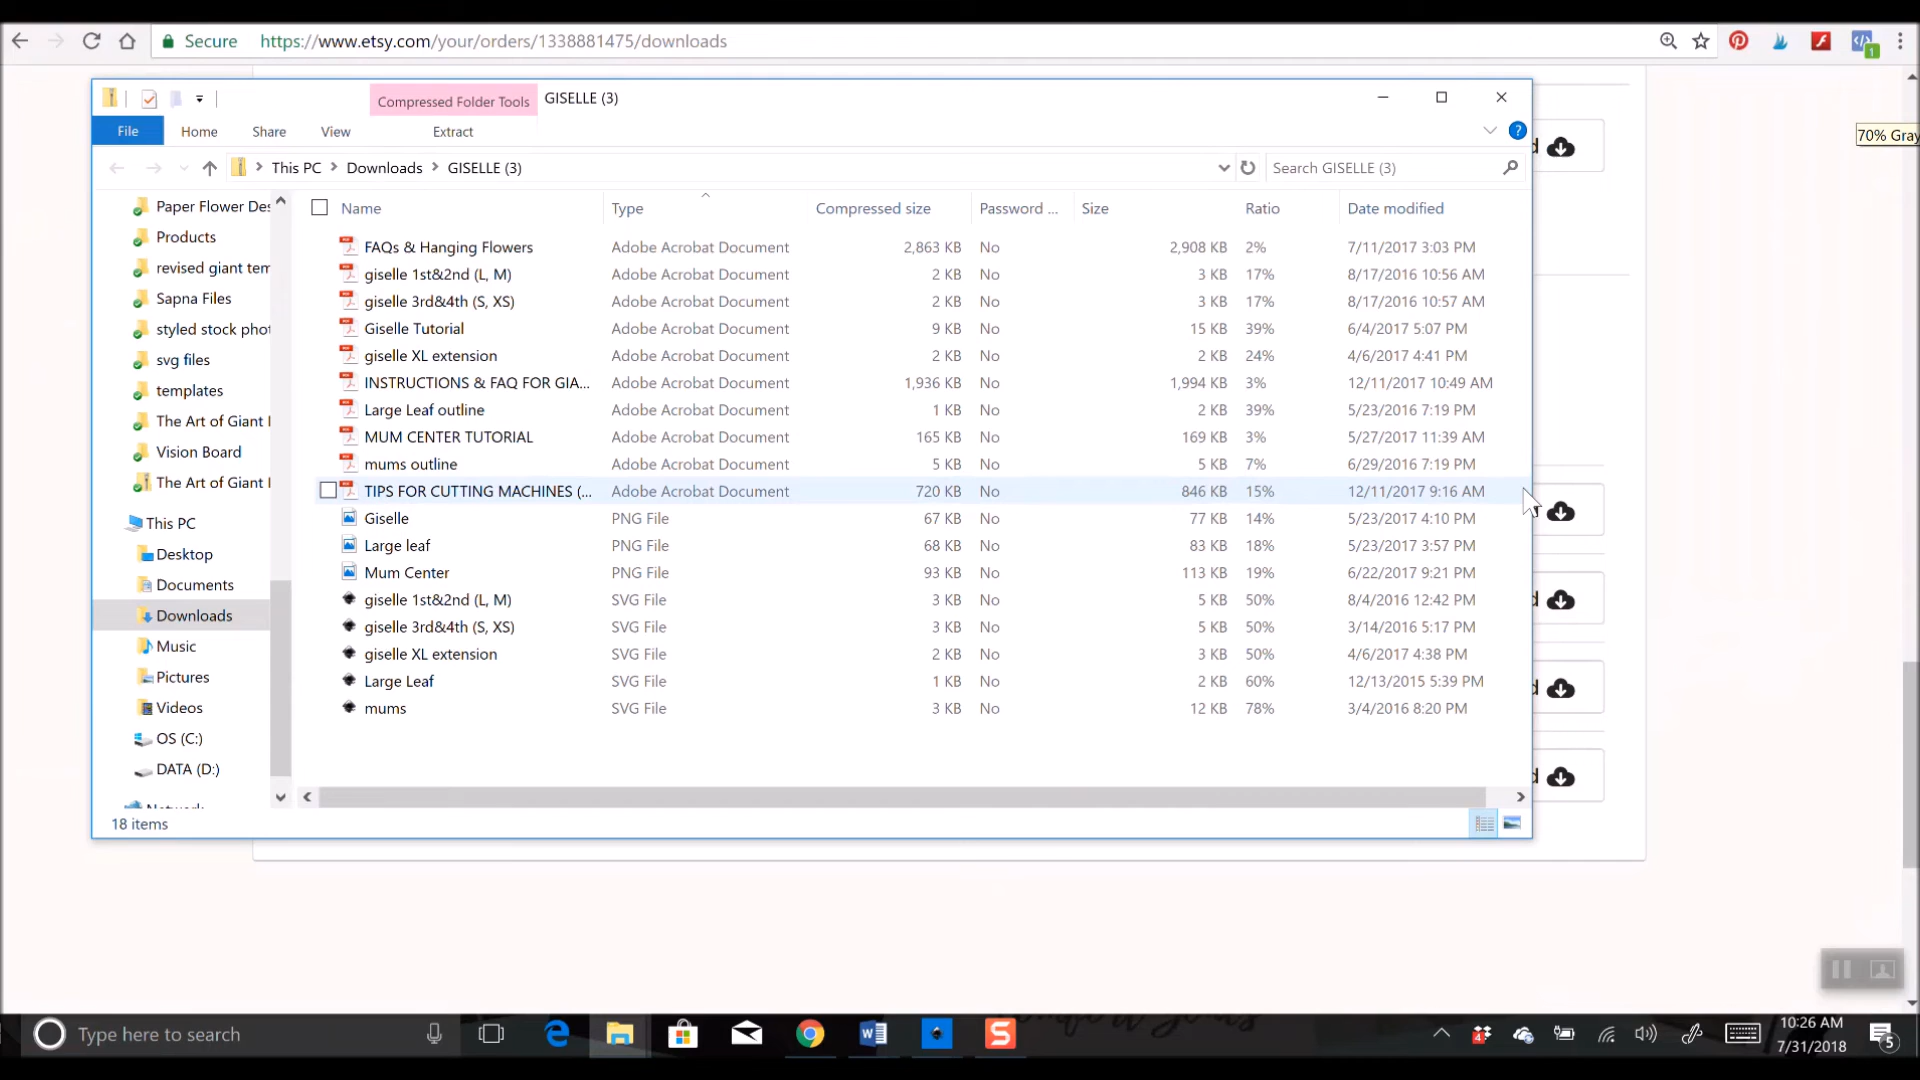 Secure https://www.etsy.com/your/orders/1338881475/downloads
Compressed Folder Tools GISELLE (3)
File Home Share View Extract
This PC Downloads GISELLE (3) Search GISELLE (3)
70% Gray
Name Type Compressed size Password ... Size Ratio Date modified
Paper Flower Des
Products
revised giant tem
Sapna Files
styled stock phot
svg files
templates
The Art of Giant
Vision Board
The Art of Giant
This PC
Desktop
Documents
Downloads
Music
Pictures
Videos
OS (C:)
DATA (D:)
Network
FAQs & Hanging Flowers Adobe Acrobat Document 2,863 KB No 2,908 KB 2% 7/11/2017 3:03 PM
giselle 1st&2nd (L, M) Adobe Acrobat Document 2 KB No 3 KB 17% 8/17/2016 10:56 AM
giselle 3rd&4th (S, XS) Adobe Acrobat Document 2 KB No 3 KB 17% 8/17/2016 10:57 AM
Giselle Tutorial Adobe Acrobat Document 9 KB No 15 KB 39% 6/4/2017 5:07 PM
giselle XL extension Adobe Acrobat Document 2 KB No 2 KB 24% 4/6/2017 4:41 PM
INSTRUCTIONS & FAQ FOR GIA... Adobe Acrobat Document 1,936 KB No 1,994 KB 3% 12/11/2017 10:49 AM
Large Leaf outline Adobe Acrobat Document 1 KB No 2 KB 39% 5/23/2016 7:19 PM
MUM CENTER TUTORIAL Adobe Acrobat Document 165 KB No 169 KB 3% 5/27/2017 11:39 AM
mums outline Adobe Acrobat Document 5 KB No 5 KB 7% 6/29/2016 7:19 PM
TIPS FOR CUTTING MACHINES (... Adobe Acrobat Document 720 KB No 846 KB 15% 12/11/2017 9:16 AM
Giselle PNG File 67 KB No 77 KB 14% 5/23/2017 4:10 PM
Large leaf PNG File 68 KB No 83 KB 18% 5/23/2017 3:57 PM
Mum Center PNG File 93 KB No 113 KB 19% 6/22/2017 9:21 PM
giselle 1st&2nd (L, M) SVG File 3 KB No 5 KB 50% 8/4/2016 12:42 PM
giselle 3rd&4th (S, XS) SVG File 3 KB No 5 KB 50% 3/14/2016 5:17 PM
giselle XL extension SVG File 2 KB No 3 KB 50% 4/6/2017 4:38 PM
Large Leaf SVG File 1 KB No 2 KB 60% 12/13/2015 5:39 PM
mums SVG File 3 KB No 12 KB 78% 3/4/2016 8:20 PM
18 items
Type here to search
10:26 AM
7/31/2018
5